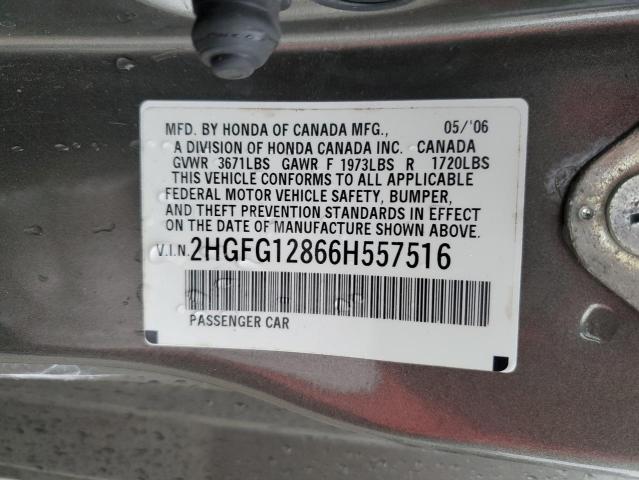 MFD. BY HONDA OF CANADA MFG., 05/'06
A DIVISION OF HONDA CANADA INC. CANADA
GVWR 3671LBS GAWR F 1973LBS R 1720LBS
THIS VEHICLE CONFORMS TO ALL APPLICABLE
FEDERAL MOTOR VEHICLE SAFETY, BUMPER,
AND THEFT PREVENTION STANDARDS IN EFFECT
ON THE DATE OF MANUFACTURE SHOWN ABOVE.
V.I.N. 2HGFG12866H557516
PASSENGER CAR